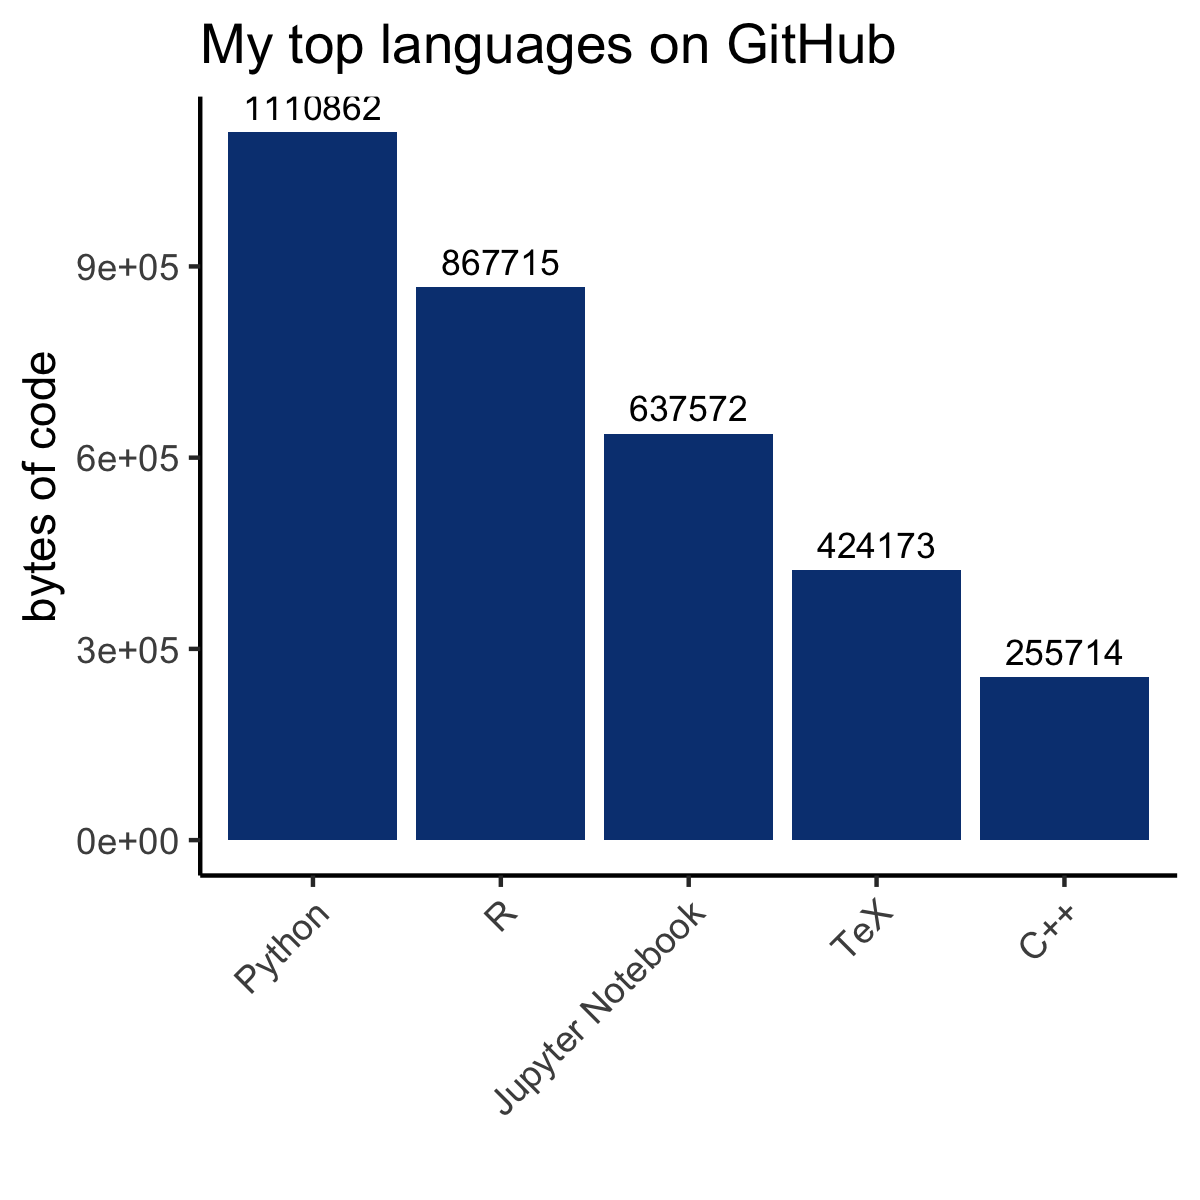 My top languages on GitHub
bytes of code
1110862
867715
637572
424173
255714
9e+05
6e+05
3e+05
0e+00
Python
R
Jupyter Notebook
TeX
C++